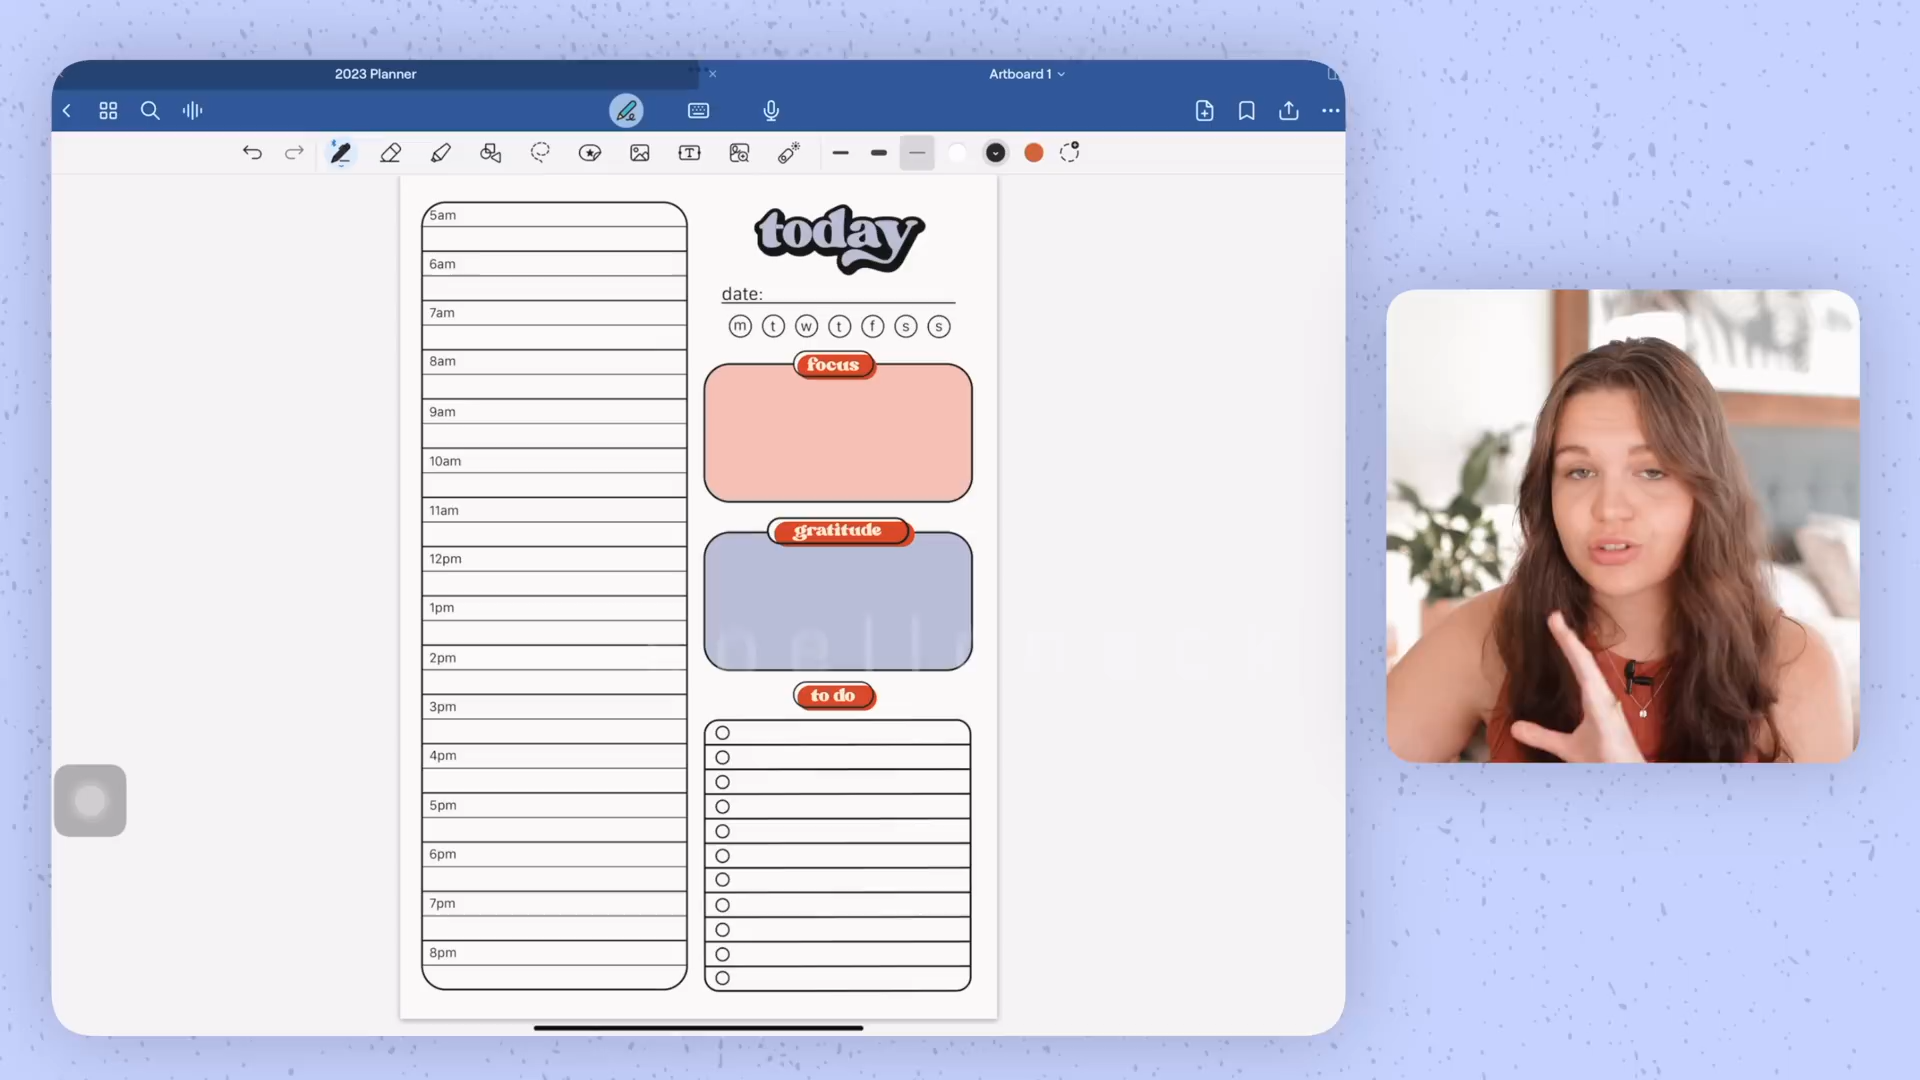 2023 Planner
Artboard 1
5am
6am
7am
8am
9am
10am
11am
12pm
1pm
2pm
3pm
4pm
5pm
6pm
7pm
8pm
today
date:
m t w t f s s
focus
gratitude
to do